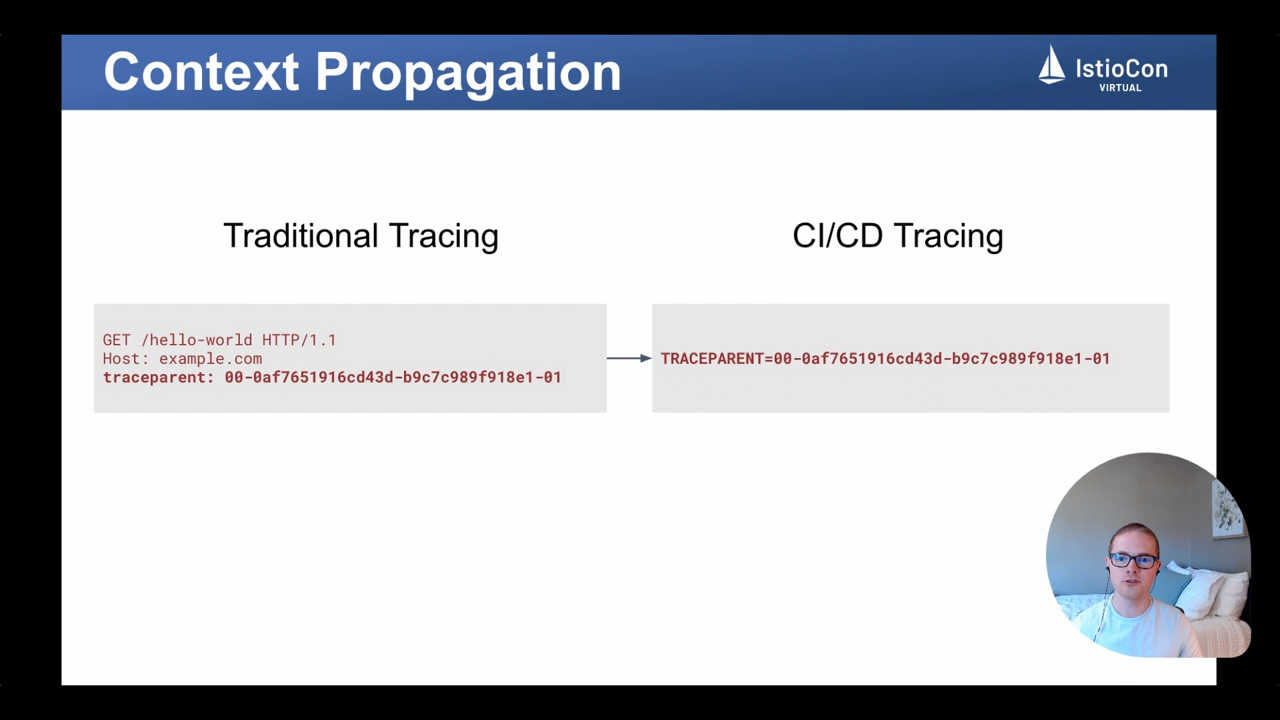 Context Propagation
IstioCon
VIRTUAL
Traditional Tracing
CI/CD Tracing
GET /hello-world HTTP/1.1
Host: example.com
traceparent: 00-0af7651916cd43d-b9c7c989f918e1-01
TRACEPARENT=00-0af7651916cd43d-b9c7c989f918e1-01